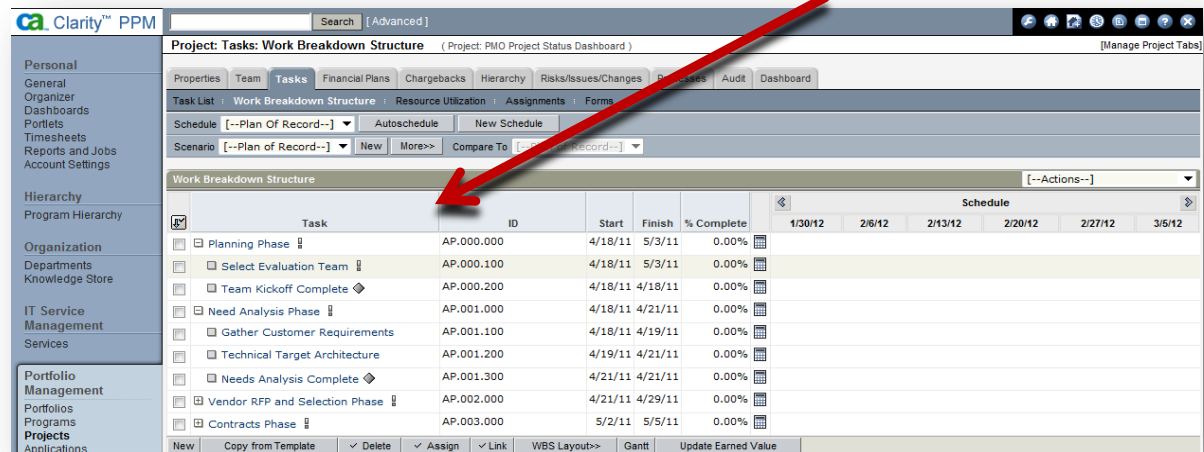 ca Clarity™ PPM Search [ Advanced ]
Project: Tasks: Work Breakdown Structure ( Project: PMO Project Status Dashboard ) [Manage Project Tabs]
Personal
General
Organizer
Dashboards
Portlets
Timesheets
Reports and Jobs
Account Settings
Hierarchy
Program Hierarchy
Organization
Departments
Knowledge Store
IT Service
Management
Services
Portfolio
Management
Portfolios
Programs
Projects
Applications
Properties Team Tasks Financial Plans Chargebacks Hierarchy Risks/Issues/Changes Audit Dashboard
Task List Work Breakdown Structure Resource Utilization Assignments Forms
Schedule [--Plan Of Record--] Autoschedule New Schedule
Scenario [--Plan of Record--] New More>> Compare To Record--]
Work Breakdown Structure [--Actions--]
Schedule
Task ID Start Finish % Complete 1/30/12 2/6/12 2/13/12 2/20/12 2/27/12 3/5/12
Planning Phase AP.000.000 4/18/11 5/3/11 0.00%
Select Evaluation Team AP.000.100 4/18/11 5/3/11 0.00%
Team Kickoff Complete AP.000.200 4/18/11 4/18/11 0.00%
Need Analysis Phase AP.001.000 4/18/11 4/21/11 0.00%
Gather Customer Requirements AP.001.100 4/18/11 4/19/11 0.00%
Technical Target Architecture AP.001.200 4/19/11 4/21/11 0.00%
Needs Analysis Complete AP.001.300 4/21/11 4/21/11 0.00%
Vendor RFP and Selection Phase AP.002.000 4/21/11 4/29/11 0.00%
Contracts Phase AP.003.000 5/2/11 5/5/11 0.00%
New Copy from Template Delete Assign Link WBS Layout>> Gantt Update Earned Value